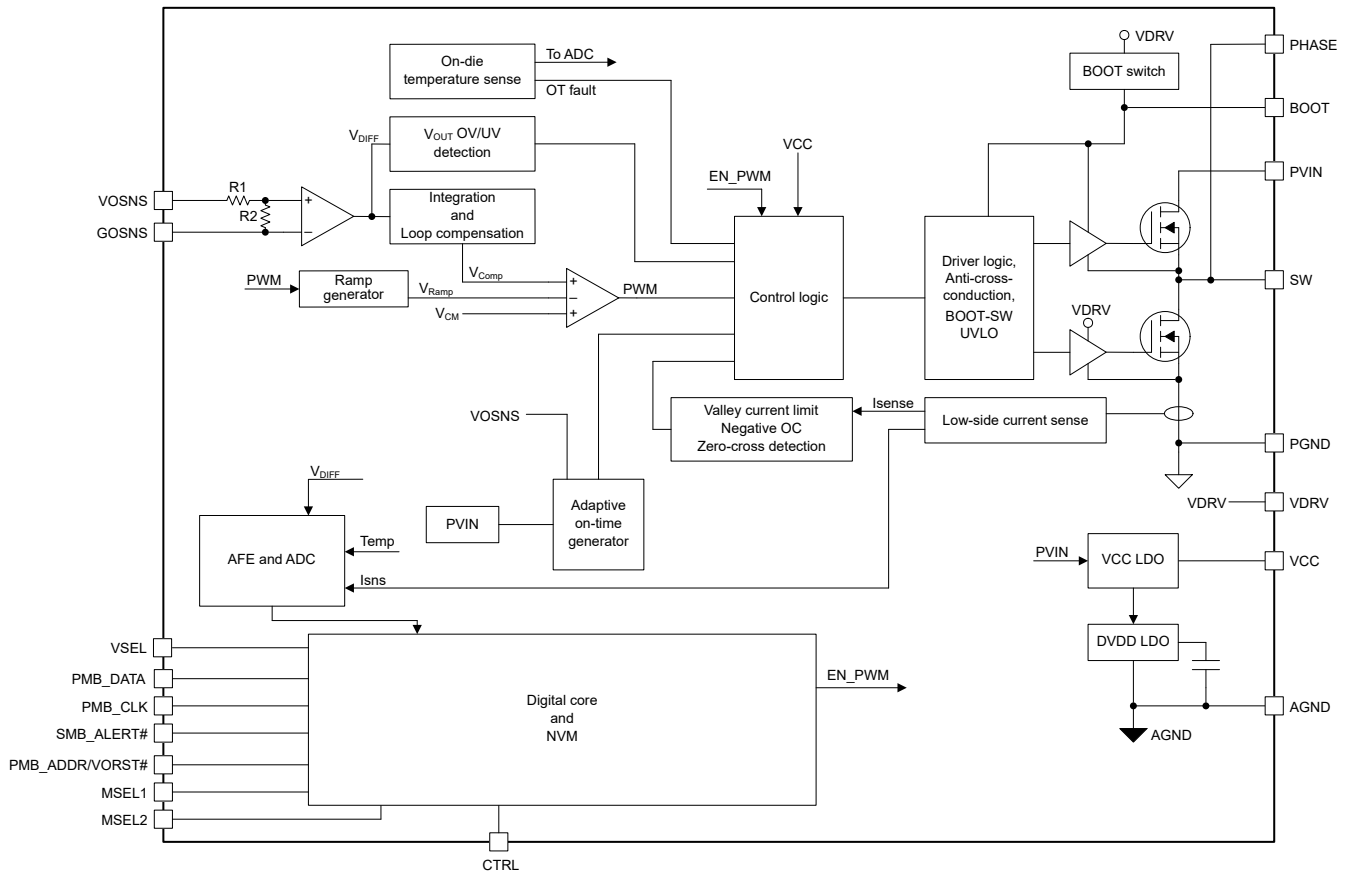 VDRV
PHASE
BOOT switch
BOOT
On-die
temperature sense
To ADC
OT fault
VDIFF
VOUT OV/UV
detection
VCC
EN_PWM
PVIN
VOSNS
R1
R2
GOSNS
+
−
Integration
and
Loop compensation
VComp
PWM
Ramp
generator
VRamp
VCM
+
−
+
PWM
Control logic
Driver logic,
Anti-cross-
conduction,
BOOT-SW
UVLO
SW
VDRV
VOSNS
Valley current limit
Negative OC
Zero-cross detection
Isense
Low-side current sense
PGND
VDIFF
PVIN
Adaptive
on-time
generator
VDRV
VDRV
AFE and ADC
Temp
Isns
PVIN
VCC LDO
VCC
DVDD LDO
AGND
AGND
VSEL
PMB_DATA
PMB_CLK
SMB_ALERT#
PMB_ADDR/VORST#
MSEL1
MSEL2
Digital core
and
NVM
EN_PWM
CTRL